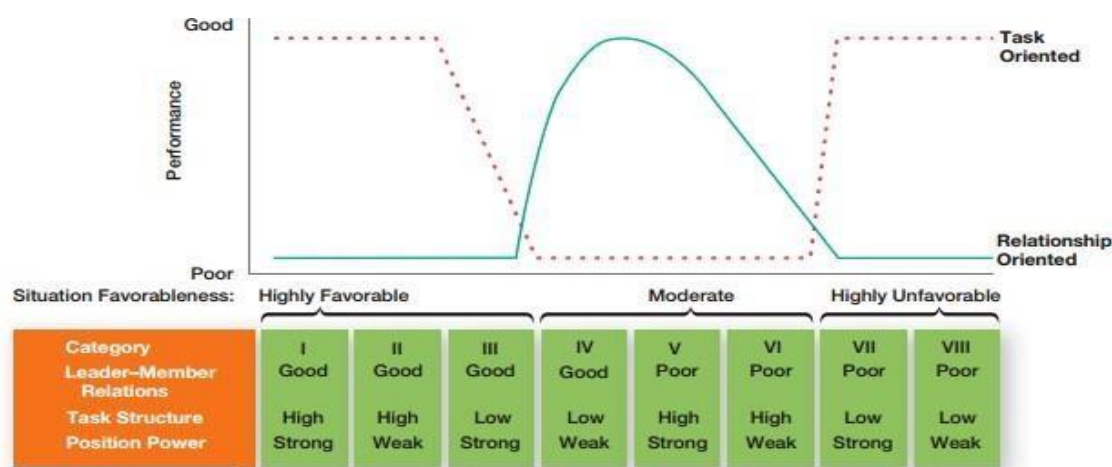 Good
Performance
Poor
Task
Oriented
Relationship
Oriented
Situation Favorableness: Highly Favorable Moderate Highly Unfavorable
Category I II III IV V VI VII VIII
Leader–Member
Relations Good Good Good Good Poor Poor Poor Poor
Task Structure High High Low Low High High Low Low
Position Power Strong Weak Strong Weak Strong Weak Strong Weak